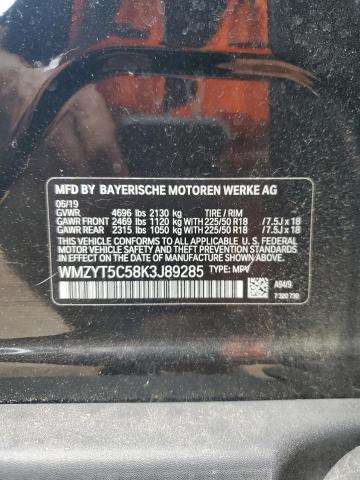 MFD BY BAYERISCHE MOTOREN WERKE AG
06/19
GVWR. 4696 lbs 2130 kg TIRE / RIM
GAWR FRONT 2469 lbs 1120 kg WITH 225/50 R18 /7.5J x 18
GAWR REAR 2315 lbs 1050 kg WITH 225/50 R18 /7.5J x 18
THIS VEHICLE CONFORMS TO ALL APPLICABLE FEDERAL
MOTOR VEHICLE SAFETY, BUMPER, AND THEFT PREVENTION
STANDARDS IN EFFECT ON THE DATE OF MANUFACTURE
SHOWN ABOVE.
WMZYT5C58K3J89285 TYPE: MPV
A94/9
7 320 730